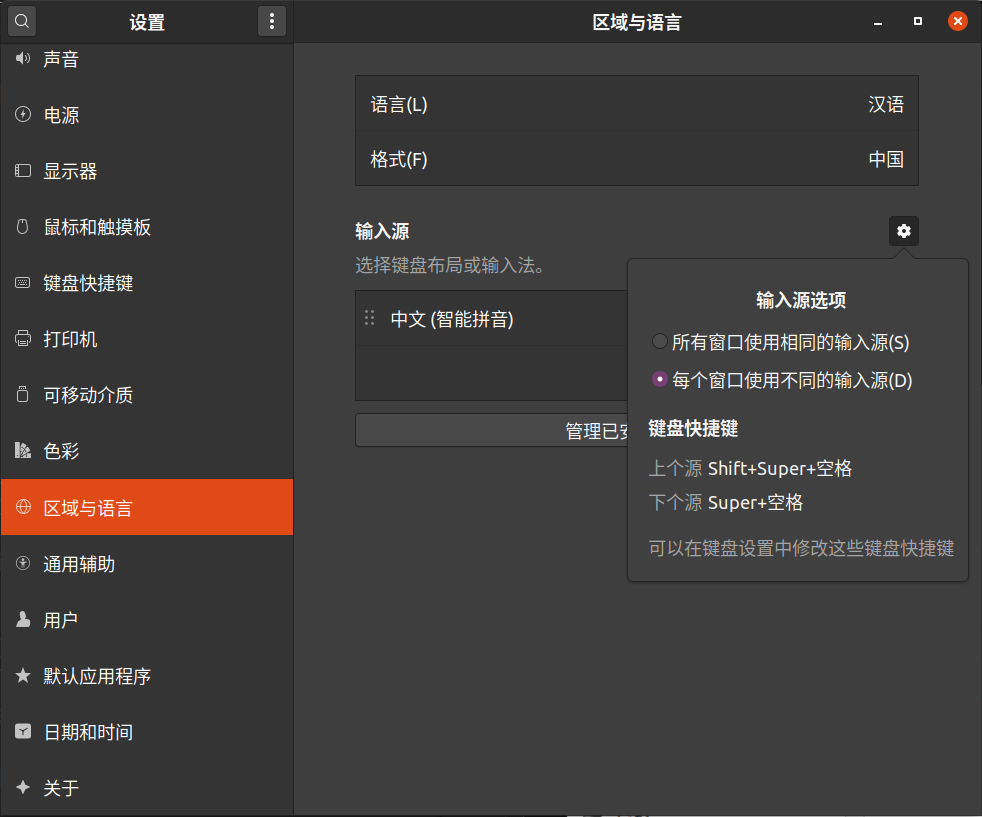 设置
声音
电源
显示器
鼠标和触摸板
键盘快捷键
打印机
可移动介质
色彩
区域与语言
通用辅助
用户
默认应用程序
日期和时间
关于
区域与语言
语言(L) 汉语
格式(F) 中国
输入源
选择键盘布局或输入法。
中文 (智能拼音)
管理已安
输入源选项
所有窗口使用相同的输入源(S)
每个窗口使用不同的输入源(D)
键盘快捷键
上个源 Shift+Super+空格
下个源 Super+空格
可以在键盘设置中修改这些键盘快捷键